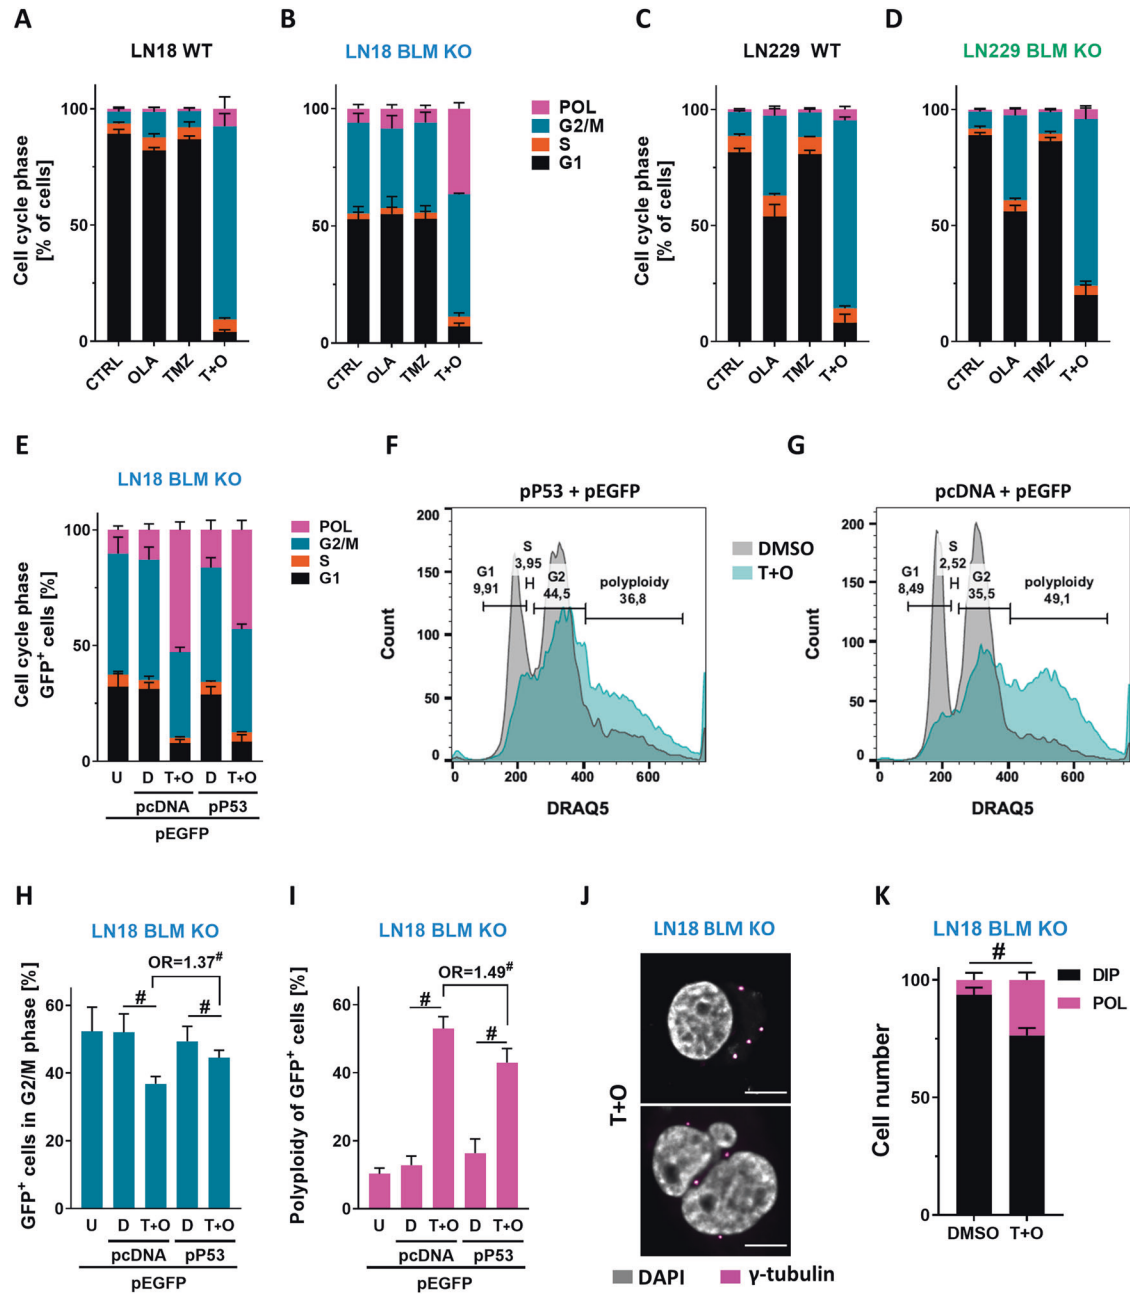 A
LN18 WT
Cell cycle phase
[% of cells]
100
50
0
CTRL
OLA
TMZ
T+O
B
LN18 BLM KO
100
50
0
CTRL
OLA
TMZ
T+O
POL
G2/M
S
G1
C
LN229 WT
Cell cycle phase
[% of cells]
100
50
0
CTRL
OLA
TMZ
T+O
D
LN229 BLM KO
100
50
0
CTRL
OLA
TMZ
T+O
E
LN18 BLM KO
Cell cycle phase
GFP⁺ cells [%]
100
50
0
U D T+O D T+O
pcDNA pP53
pEGFP
POL
G2/M
S
G1
F
pP53 + pEGFP
Count
200
150
100
50
0
G1
9,91
S
3,95
G2
44,5
polyploidy
36,8
0 200 400 600
DRAQ5
DMSO
T+O
G
pcDNA + pEGFP
Count
200
150
100
50
0
G1
8,49
S
2,52
G2
35,5
polyploidy
49,1
0 200 400 600
DRAQ5
H
LN18 BLM KO
GFP⁺ cells in G2/M phase [%]
OR=1.37#
#
#
60
40
20
0
U D T+O D T+O
pcDNA pP53
pEGFP
I
LN18 BLM KO
Polyploidy of GFP⁺ cells [%]
OR=1.49#
#
#
60
40
20
0
U D T+O D T+O
pcDNA pP53
pEGFP
J
LN18 BLM KO
T+O
DAPI γ-tubulin
K
LN18 BLM KO
#
Cell number
100
50
0
DMSO T+O
DIP
POL